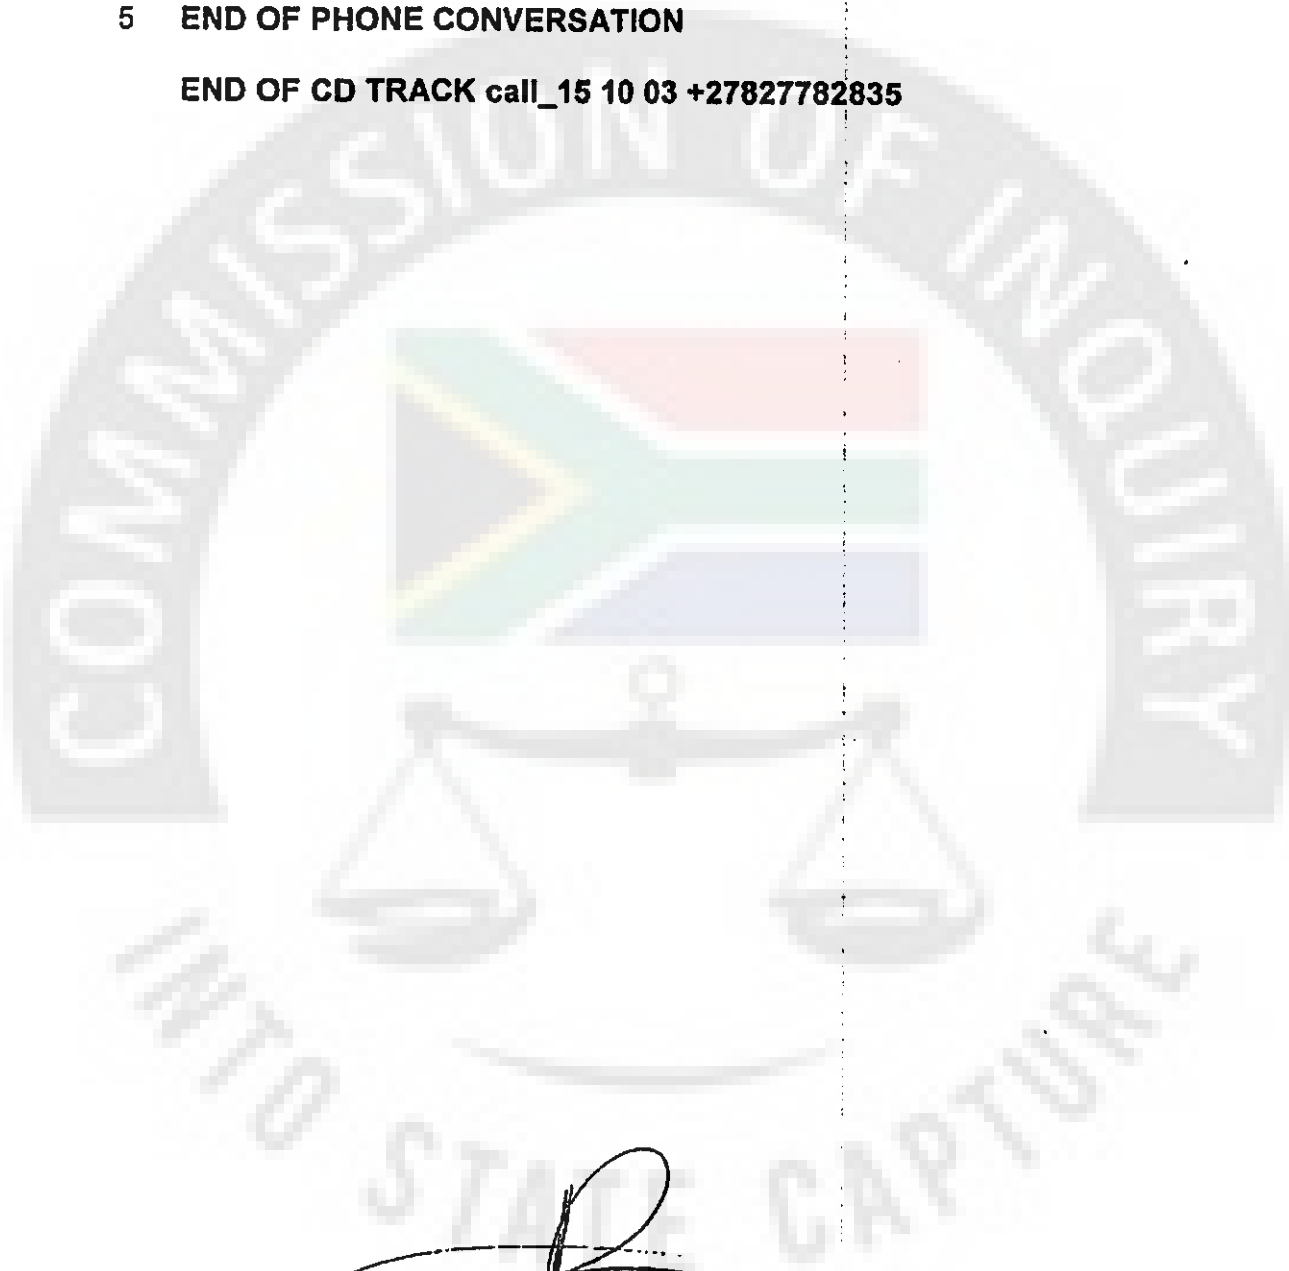 5 END OF PHONE CONVERSATION
END OF CD TRACK call_15 10 03 +27827782835
COMMISSION OF INQUIRY
INTO STATE CAPTURE